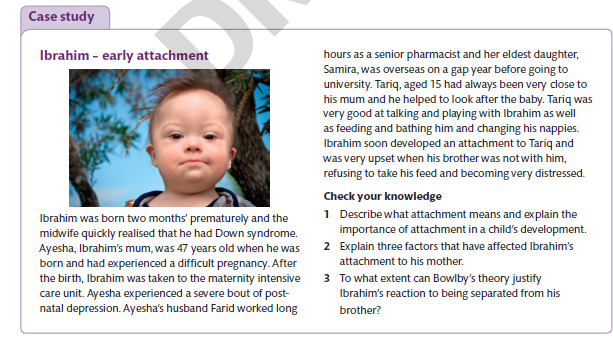 Case study
Ibrahim – early attachment
Ibrahim was born two months' prematurely and the
midwife quickly realised that he had Down syndrome.
Ayesha, Ibrahim's mum, was 47 years old when he was
born and had experienced a difficult pregnancy. After
the birth, Ibrahim was taken to the maternity intensive
care unit. Ayesha experienced a severe bout of post-
natal depression. Ayesha's husband Farid worked long
hours as a senior pharmacist and her eldest daughter,
Samira, was overseas on a gap year before going to
university. Tariq, aged 15 had always been very close to
his mum and he helped to look after the baby. Tariq was
very good at talking and playing with Ibrahim as well
as feeding and bathing him and changing his nappies.
Ibrahim soon developed an attachment to Tariq and
was very upset when his brother was not with him,
refusing to take his feed and becoming very distressed.
Check your knowledge
1 Describe what attachment means and explain the
importance of attachment in a child's development.
2 Explain three factors that have affected Ibrahim's
attachment to his mother.
3 To what extent can Bowlby's theory justify
Ibrahim's reaction to being separated from his
brother?